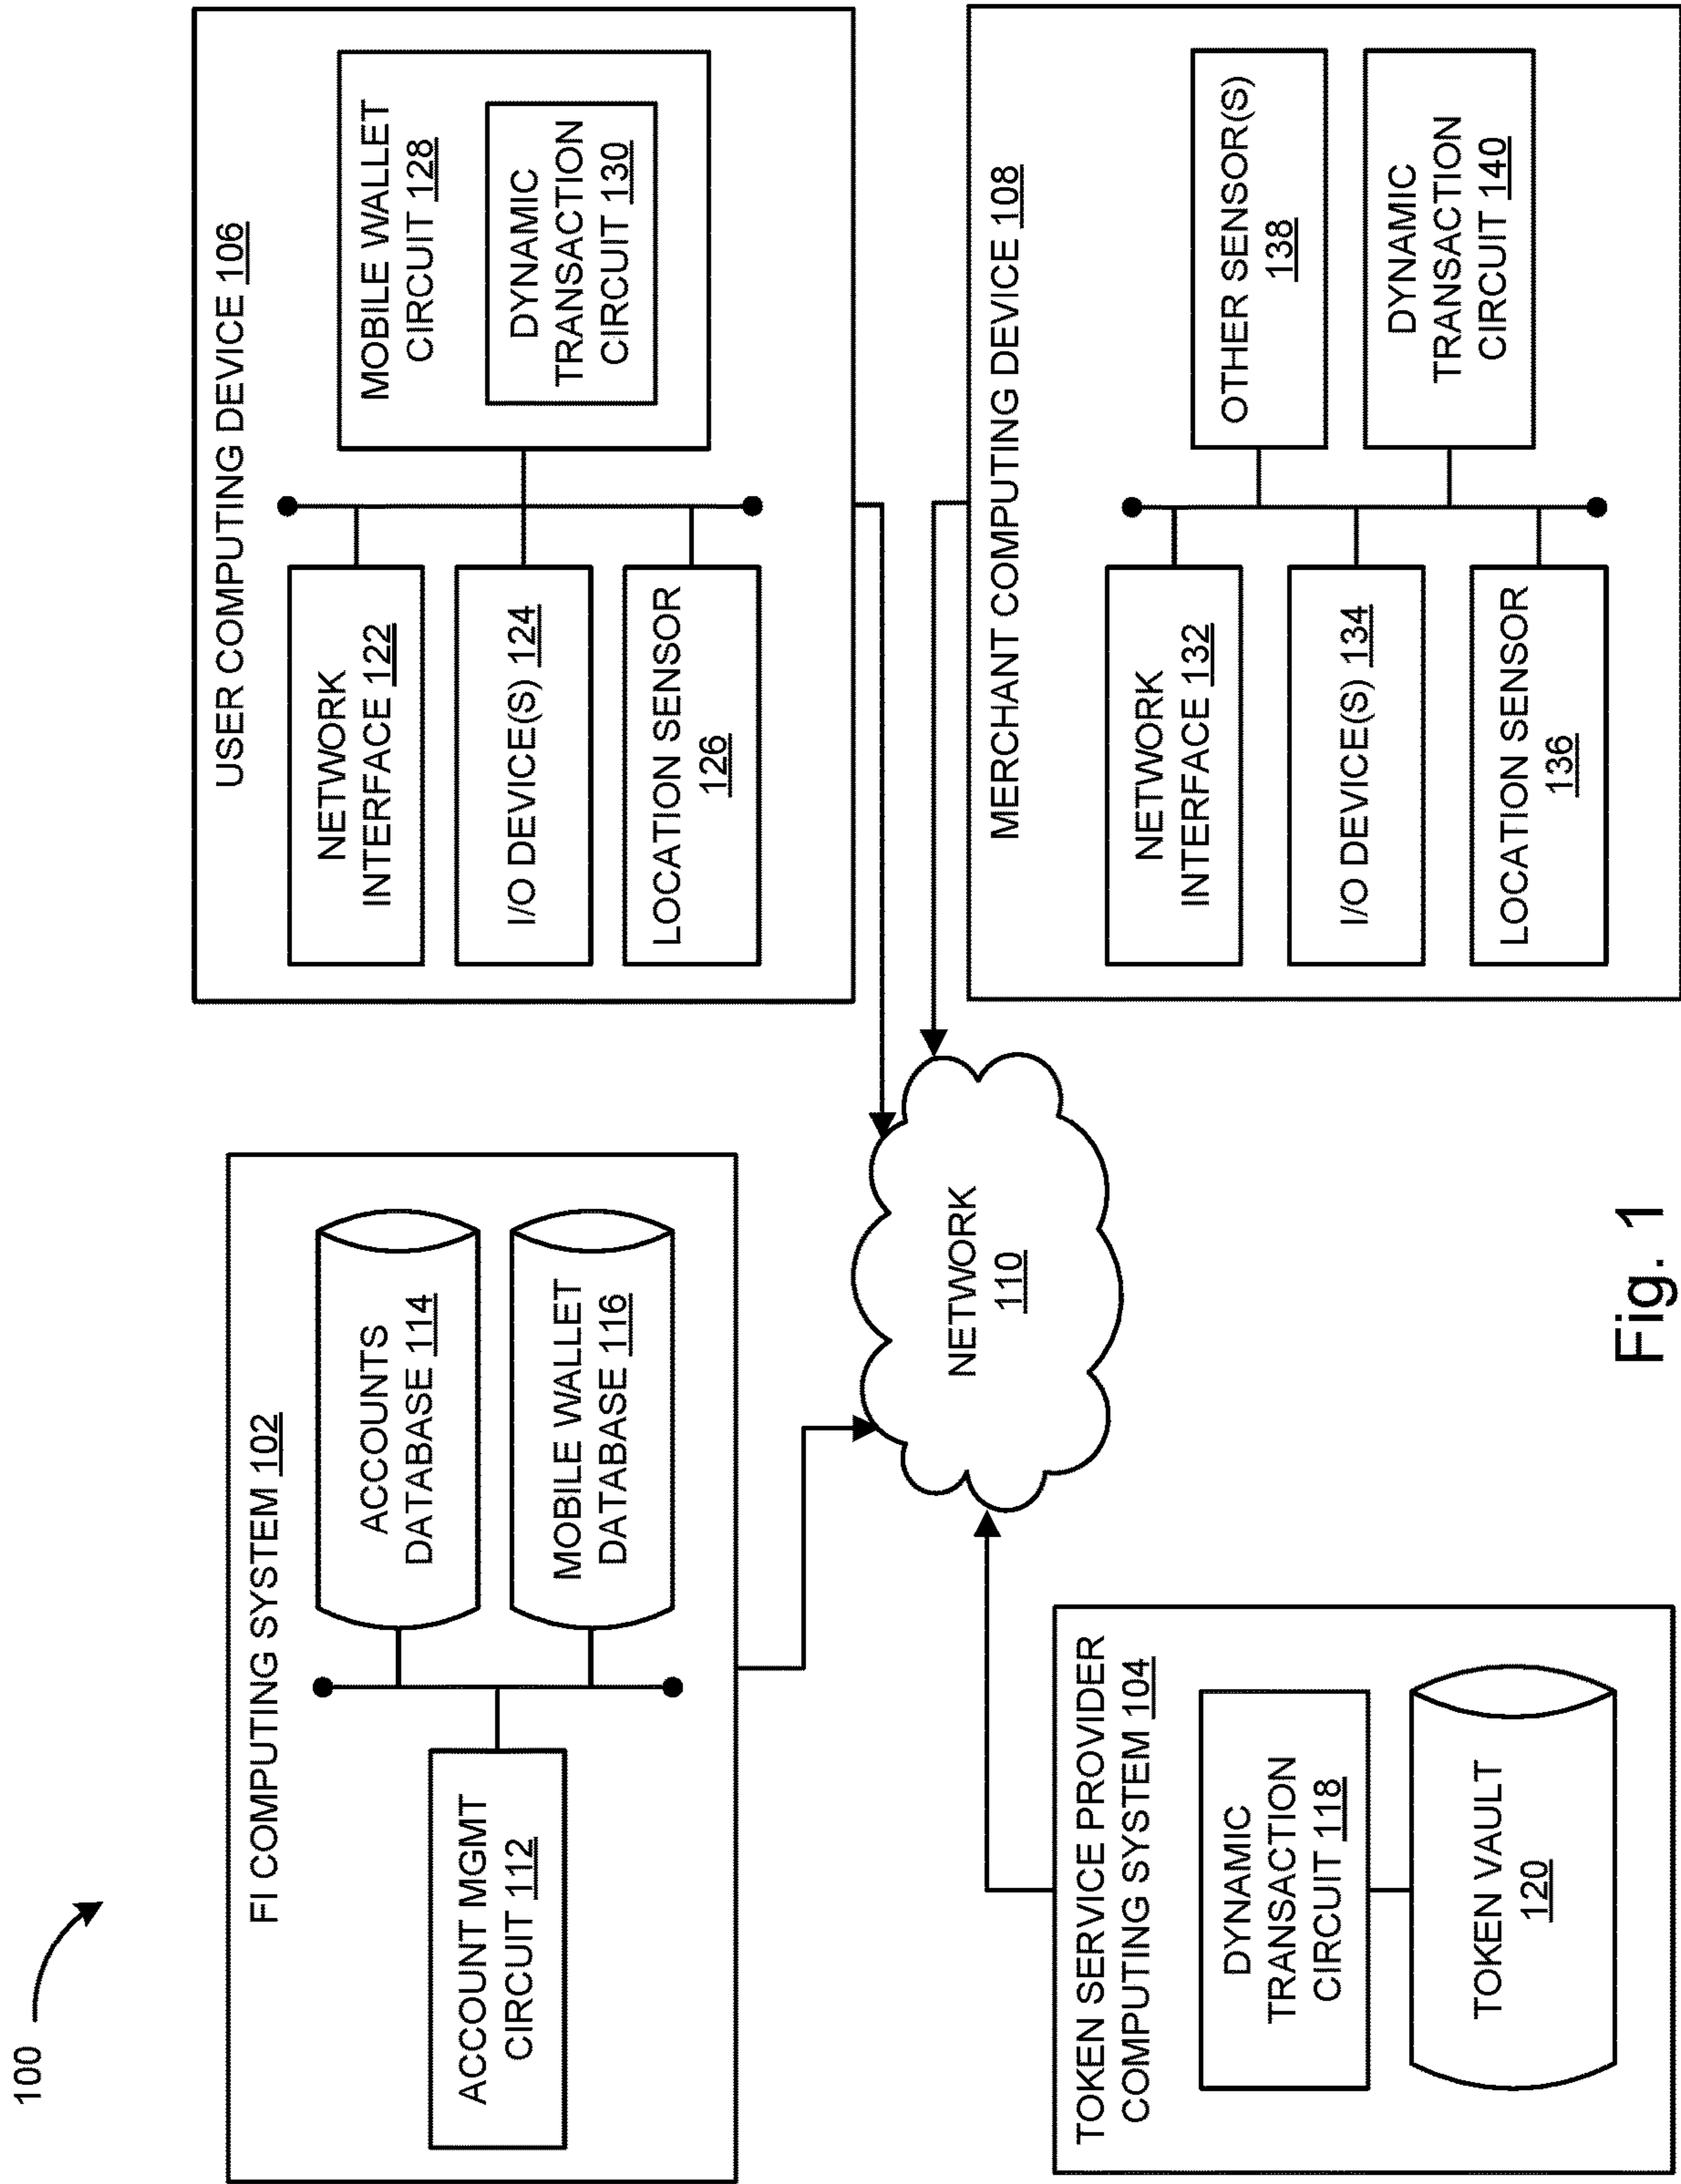 100
FI COMPUTING SYSTEM 102
ACCOUNT MGMT
CIRCUIT 112
ACCOUNTS
DATABASE 114
MOBILE WALLET
DATABASE 116
USER COMPUTING DEVICE 106
NETWORK
INTERFACE 122
I/O DEVICE(S) 124
LOCATION SENSOR
126
MOBILE WALLET
CIRCUIT 128
DYNAMIC
TRANSACTION
CIRCUIT 130
NETWORK
110
TOKEN SERVICE PROVIDER
COMPUTING SYSTEM 104
DYNAMIC
TRANSACTION
CIRCUIT 118
TOKEN VAULT
120
MERCHANT COMPUTING DEVICE 108
NETWORK
INTERFACE 132
I/O DEVICE(S) 134
LOCATION SENSOR
136
OTHER SENSOR(S)
138
DYNAMIC
TRANSACTION
CIRCUIT 140
Fig. 1